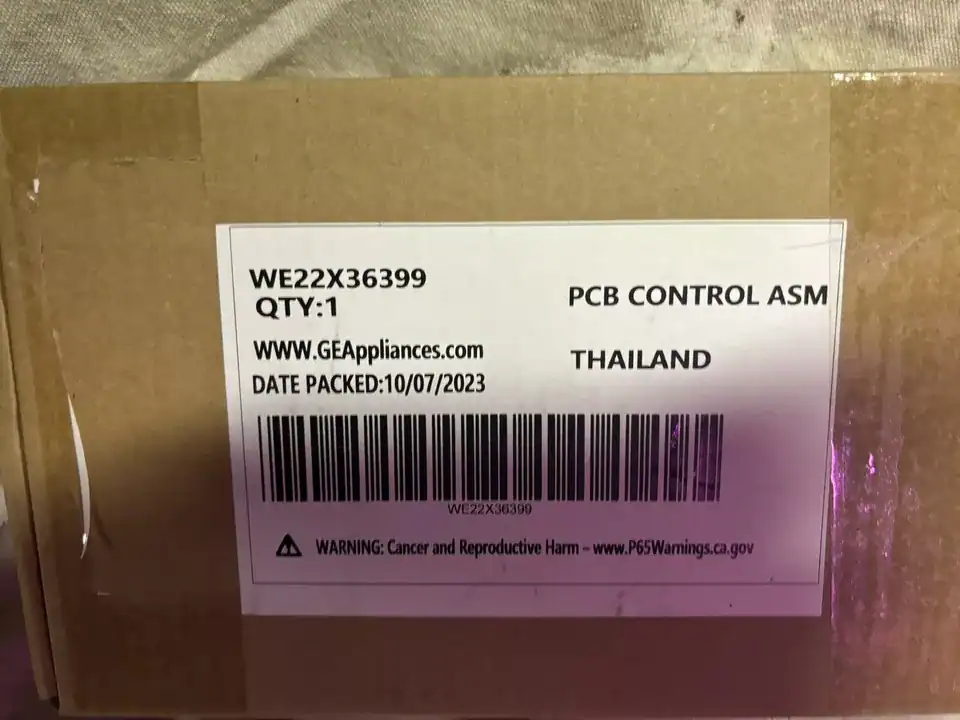 WE22X36399
QTY:1
PCB CONTROL ASM
WWW.GEAppliances.com
THAILAND
DATE PACKED:10/07/2023
WE22X36399
WARNING: Cancer and Reproductive Harm – www.P65Warnings.ca.gov